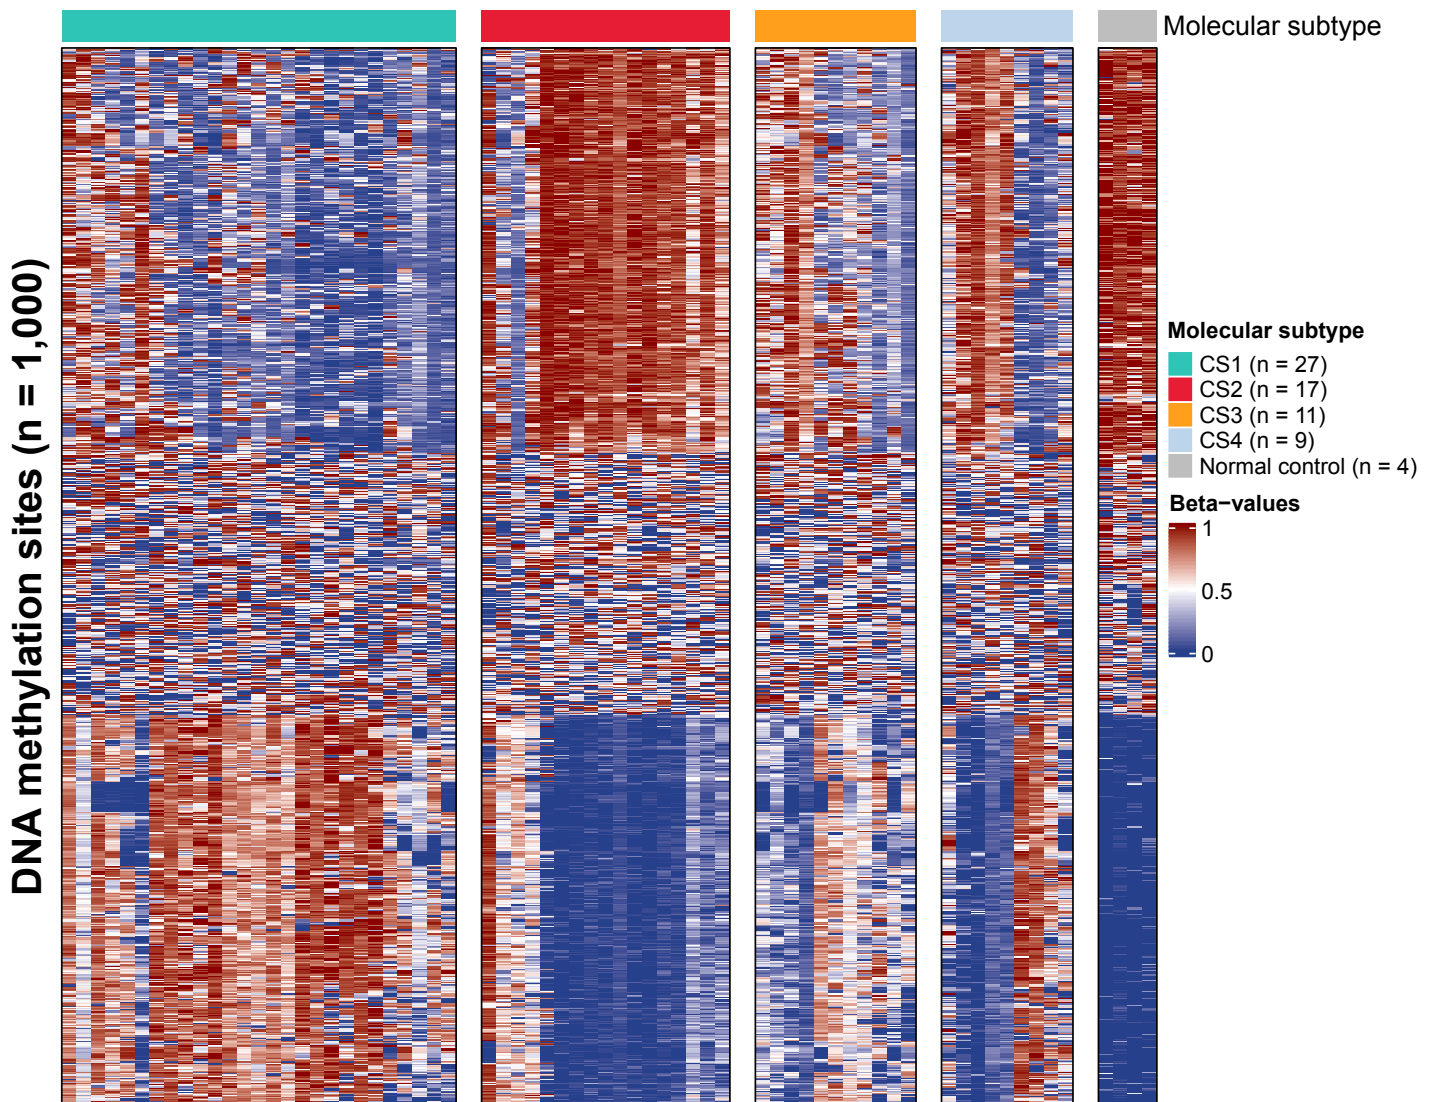 Molecular subtype
DNA methylation sites (n = 1,000)
Molecular subtype
CS1 (n = 27)
CS2 (n = 17)
CS3 (n = 11)
CS4 (n = 9)
Normal control (n = 4)
Beta−values
1
0.5
0